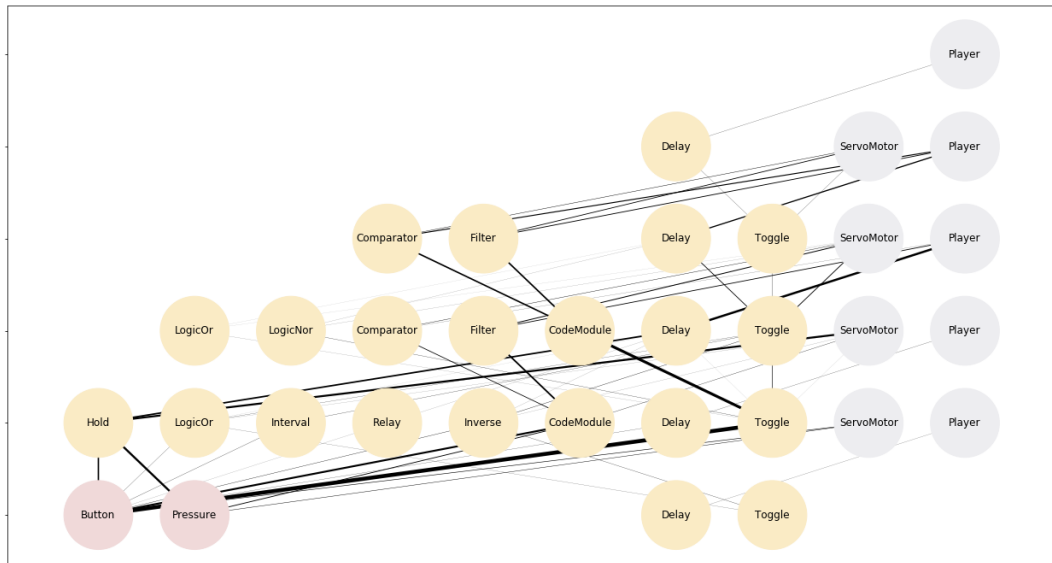 Player
Delay
ServoMotor
Player
Comparator
Filter
Delay
Toggle
ServoMotor
Player
LogicOr
LogicNor
Comparator
Filter
CodeModule
Delay
Toggle
ServoMotor
Player
Hold
LogicOr
Interval
Relay
Inverse
CodeModule
Delay
Toggle
ServoMotor
Player
Button
Pressure
Delay
Toggle